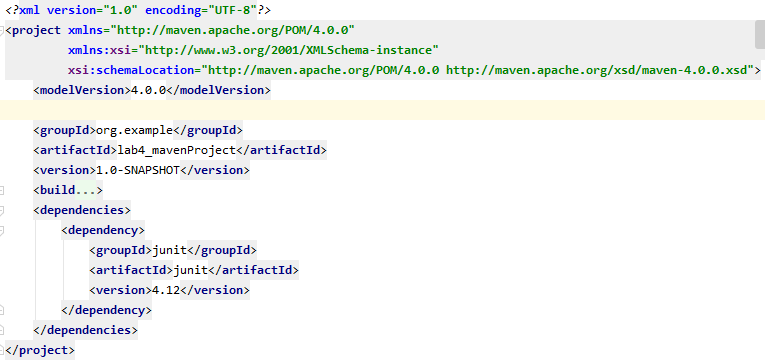 <?xml version="1.0" encoding="UTF-8"?>
<project xmlns="http://maven.apache.org/POM/4.0.0"
         xmlns:xsi="http://www.w3.org/2001/XMLSchema-instance"
         xsi:schemaLocation="http://maven.apache.org/POM/4.0.0 http://maven.apache.org/xsd/maven-4.0.0.xsd">
    <modelVersion>4.0.0</modelVersion>
    <groupId>org.example</groupId>
    <artifactId>lab4_mavenProject</artifactId>
    <version>1.0-SNAPSHOT</version>
    <build...>
    <dependencies>
        <dependency>
            <groupId>junit</groupId>
            <artifactId>junit</artifactId>
            <version>4.12</version>
        </dependency>
    </dependencies>
</project>